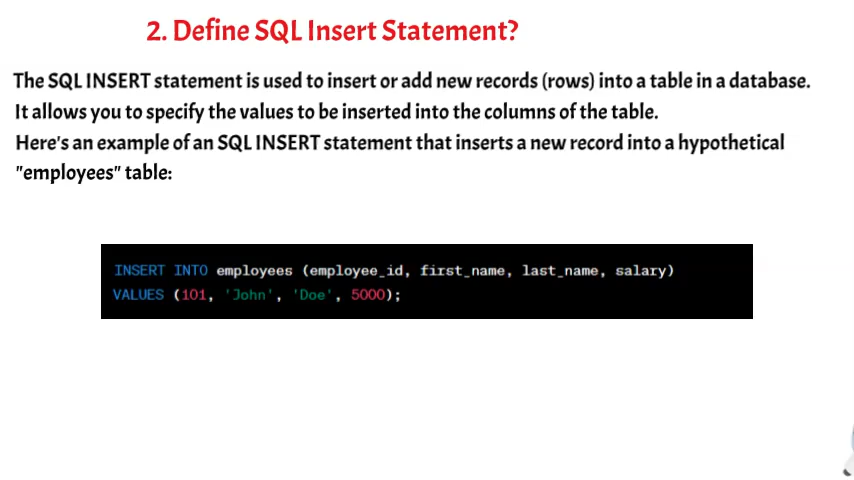 2. Define SQL Insert Statement?
The SQL INSERT statement is used to insert or add new records (rows) into a table in a database.
It allows you to specify the values to be inserted into the columns of the table.
Here's an example of an SQL INSERT statement that inserts a new record into a hypothetical
"employees" table:
INSERT INTO employees (employee_id, first_name, last_name, salary)
VALUES (101, 'John', 'Doe', 5000);